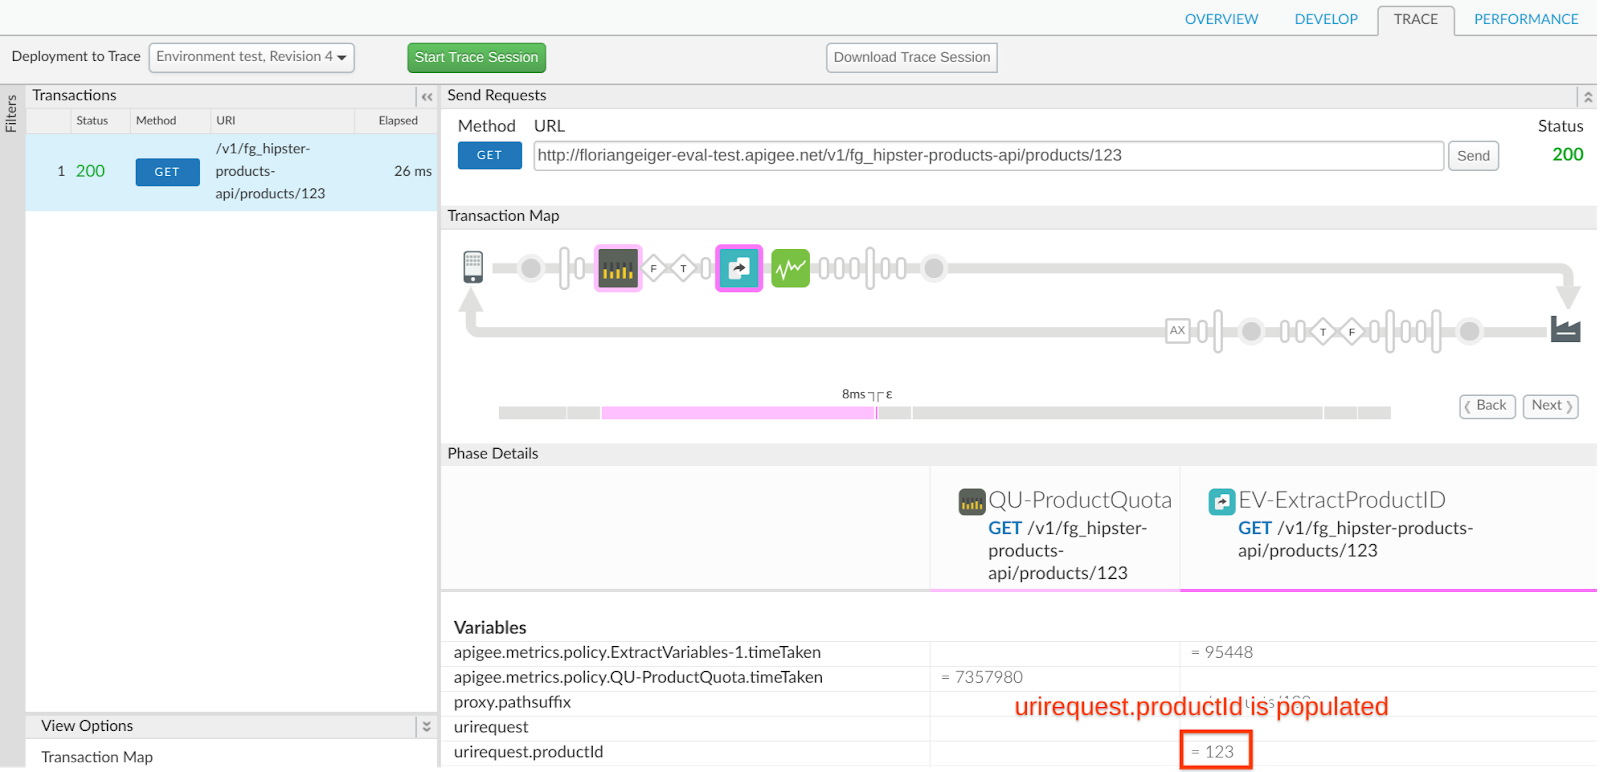 OVERVIEW DEVELOP TRACE PERFORMANCE
Deployment to Trace Environment test, Revision 4 Start Trace Session Download Trace Session
Filters
Transactions
Status Method URI Elapsed
1 200 GET /v1/fg_hipster-
products-
api/products/123 26 ms
View Options
Transaction Map
Send Requests
Method URL Status
GET http://floriangeiger-eval-test.apigee.net/v1/fg_hipster-products-api/products/123 Send 200
Transaction Map
F T
AX T F
8ms ε
Back Next
Phase Details
QU-ProductQuota
GET /v1/fg_hipster-
products-
api/products/123
EV-ExtractProductID
GET /v1/fg_hipster-products-
api/products/123
Variables
apigee.metrics.policy.ExtractVariables-1.timeTaken = 95448
apigee.metrics.policy.QU-ProductQuota.timeTaken = 7357980
proxy.pathsuffix
urirequest.productId is populated
urirequest
urirequest.productId = 123